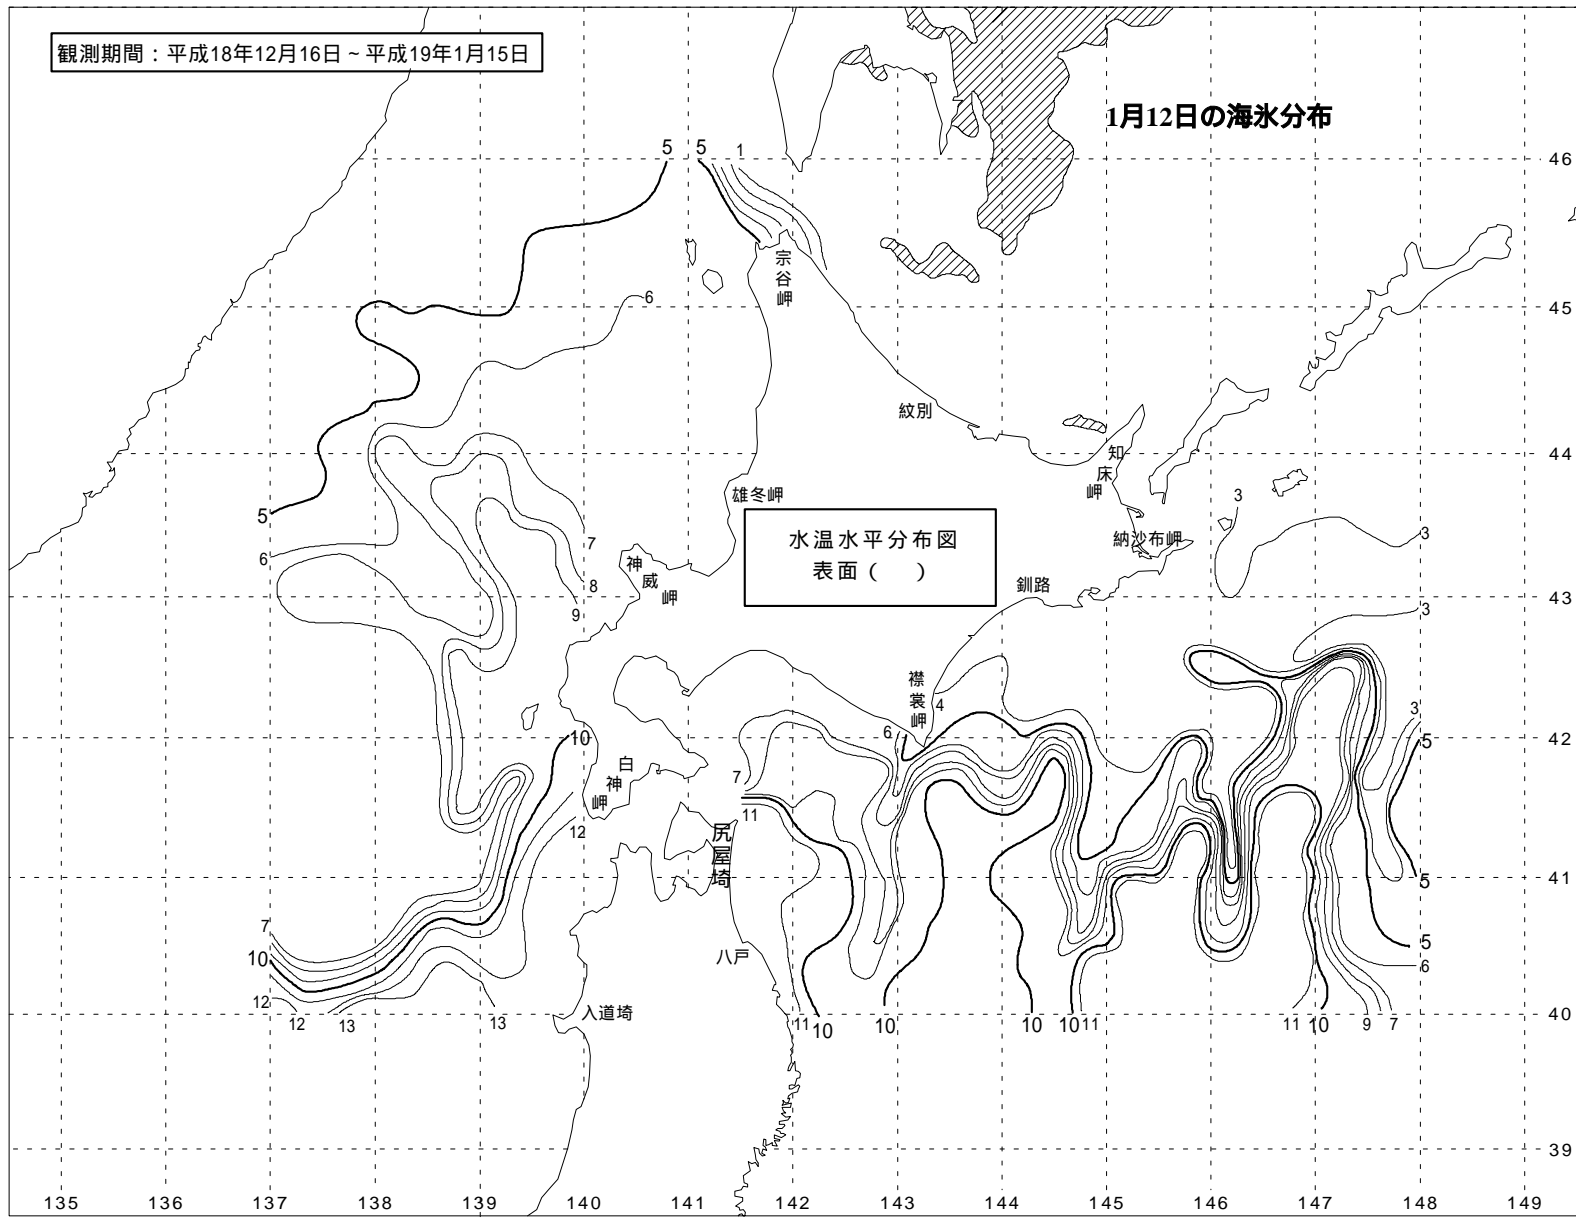 観測期間：平成18年12月16日～平成19年1月15日
1月12日の海氷分布
5 5 1
46
宗谷岬
6
45
紋別
44
知床岬
雄冬岬
3
5
水温水平分布図
表面（　）
納沙布岬
3
7
6
神威岬
8
釧路
43
9
3
襟裳岬
4
3
10
6
42
5
白神岬
7
11
12
尻屋埼
41
5
7
八戸
5
10
6
12
12 13 13
入道埼
11 10 10 10 10 11 11 10 9 7
40
39
135 136 137 138 139 140 141 142 143 144 145 146 147 148 149